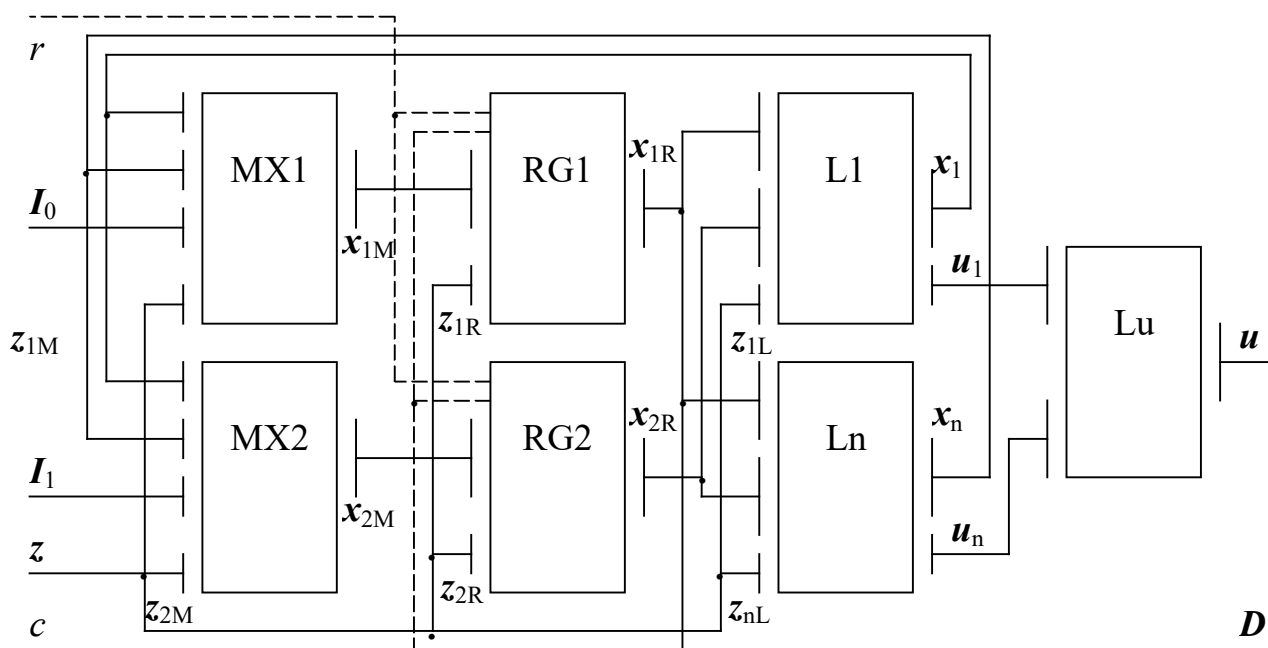 r
MX1 RG1 x1R L1 x1
I0
x1M
u1
z1M z1R z1L Lu u
MX2 RG2 x2R Ln xn
I1
x2M
z un
z2M z2R znL
c D